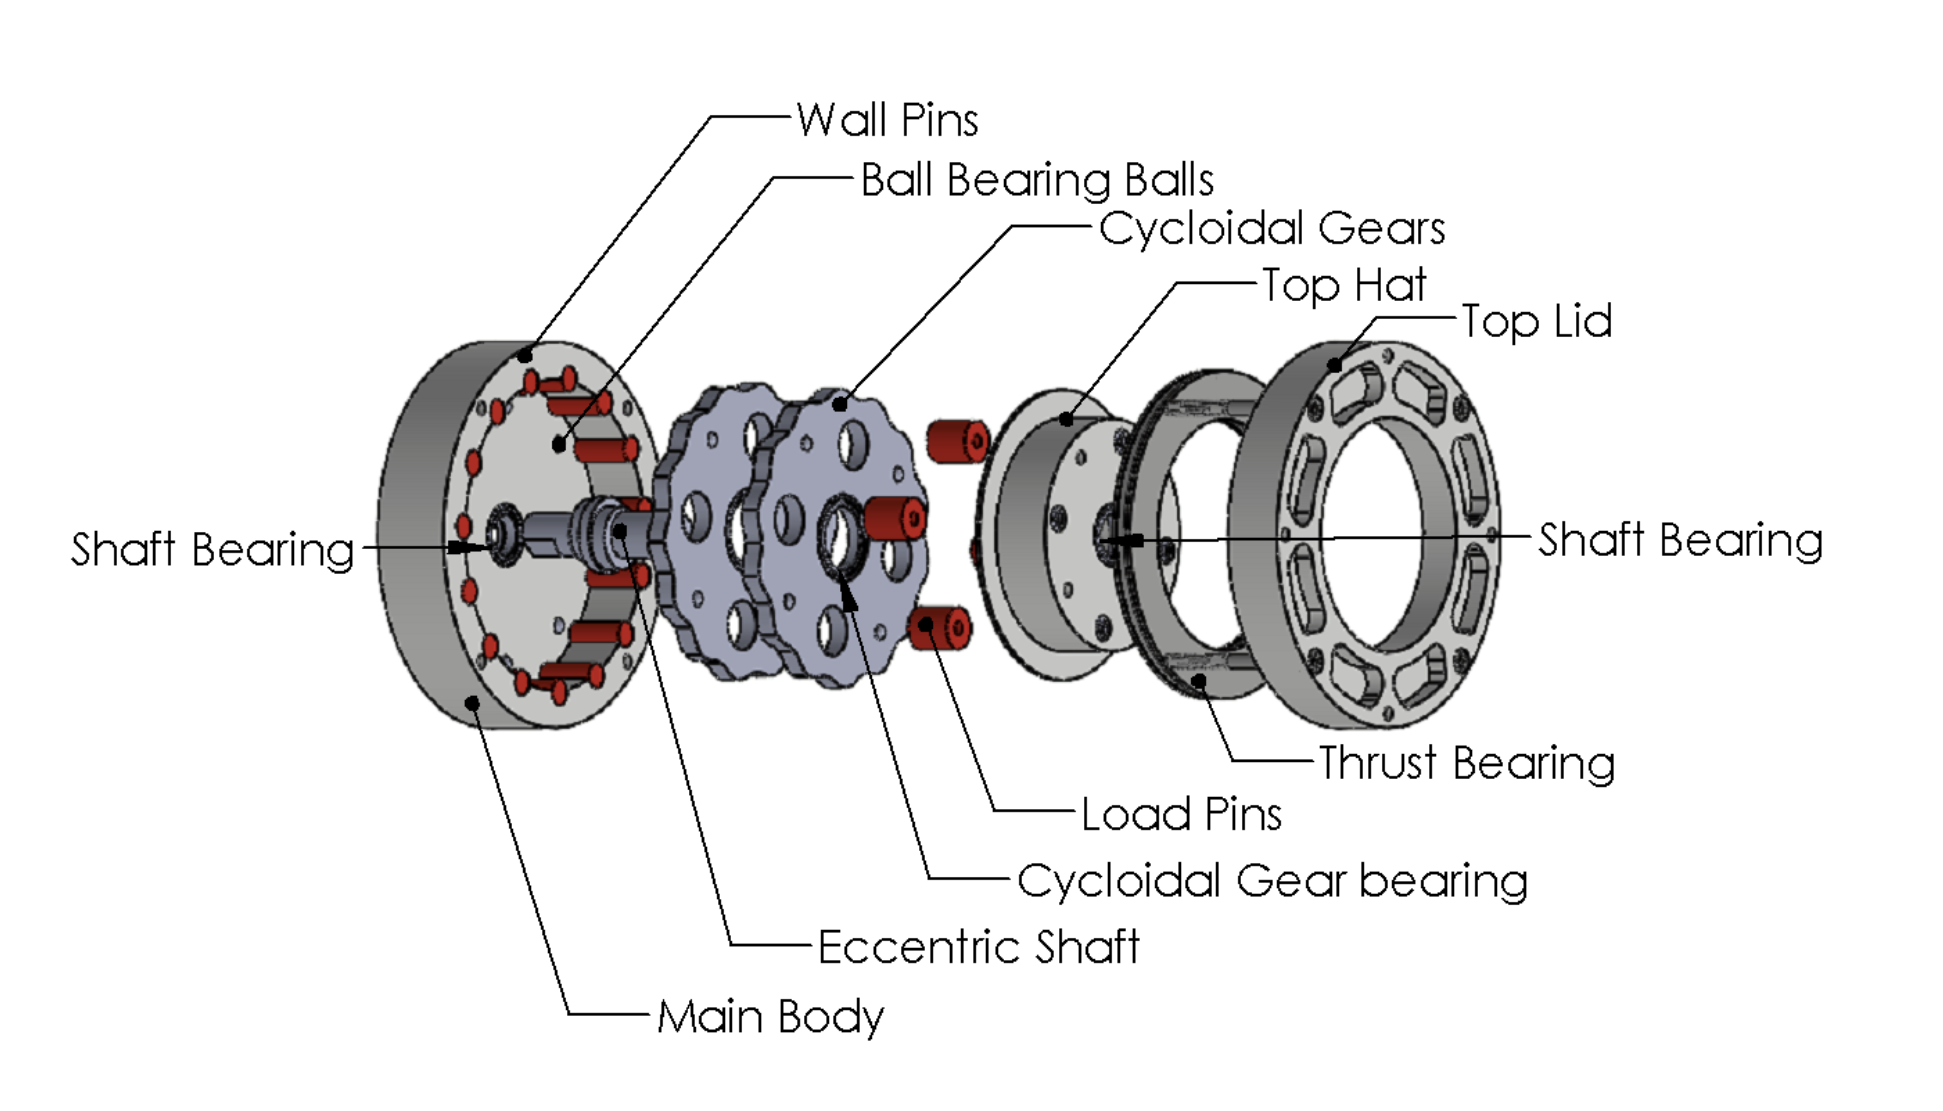 Wall Pins
Ball Bearing Balls
Cycloidal Gears
Top Hat
Top Lid
Shaft Bearing
Shaft Bearing
Thrust Bearing
Load Pins
Cycloidal Gear bearing
Eccentric Shaft
Main Body